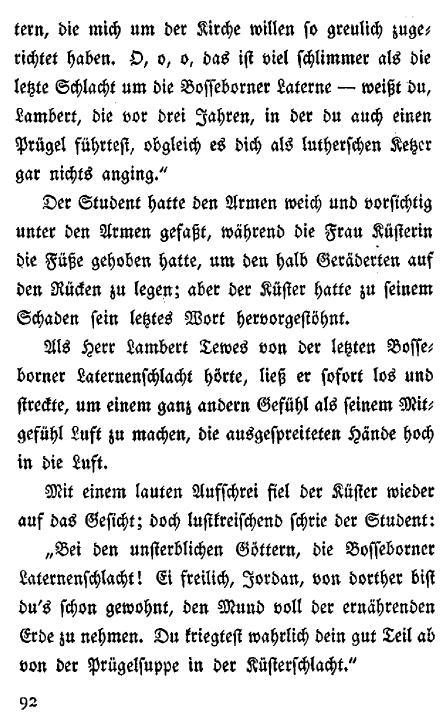 tern, die mich um der Kirche willen so greulich zuge-
richtet haben. O, o, o, das ist viel schlimmer als die
letzte Schlacht um die Bosseborner Laterne — weißt du,
Lambert, die vor drei Jahren, in der du auch einen
Prügel führtest, obgleich es dich als lutherschen Ketzer
gar nichts anging.“
Der Student hatte den Armen weich und vorsichtig
unter den Armen gefaßt, während die Frau Küsterin
die Füße gehoben hatte, um den halb Geräderten auf
den Rücken zu legen; aber der Küster hatte zu seinem
Schaden sein letztes Wort hervorgestöhnt.
Als Herr Lambert Tewes von der letzten Bosse-
borner Laternenschlacht hörte, ließ er sofort los und
streckte, um einem ganz andern Gefühl als seinem Mit-
gefühl Luft zu machen, die ausgespreiteten Hände hoch
in die Luft.
Mit einem lauten Aufschrei fiel der Küster wieder
auf das Gesicht; doch lustkreischend schrie der Student:
„Bei den unsterblichen Göttern, die Bosseborner
Laternenschlacht! Ei freilich, Jordan, von dorther bist
du's schon gewohnt, den Mund voll der ernährenden
Erde zu nehmen. Du kriegtest wahrlich dein gut Teil ab
von der Prügelsuppe in der Küsterschlacht.“
92